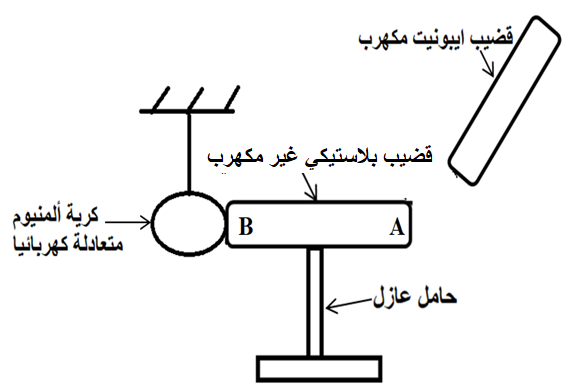 قضيب ايبونيت مكهرب
قضيب بلاستيكي غير مكهرب
كرية ألمنيوم
متعادلة كهربائيا
B
A
حامل عازل